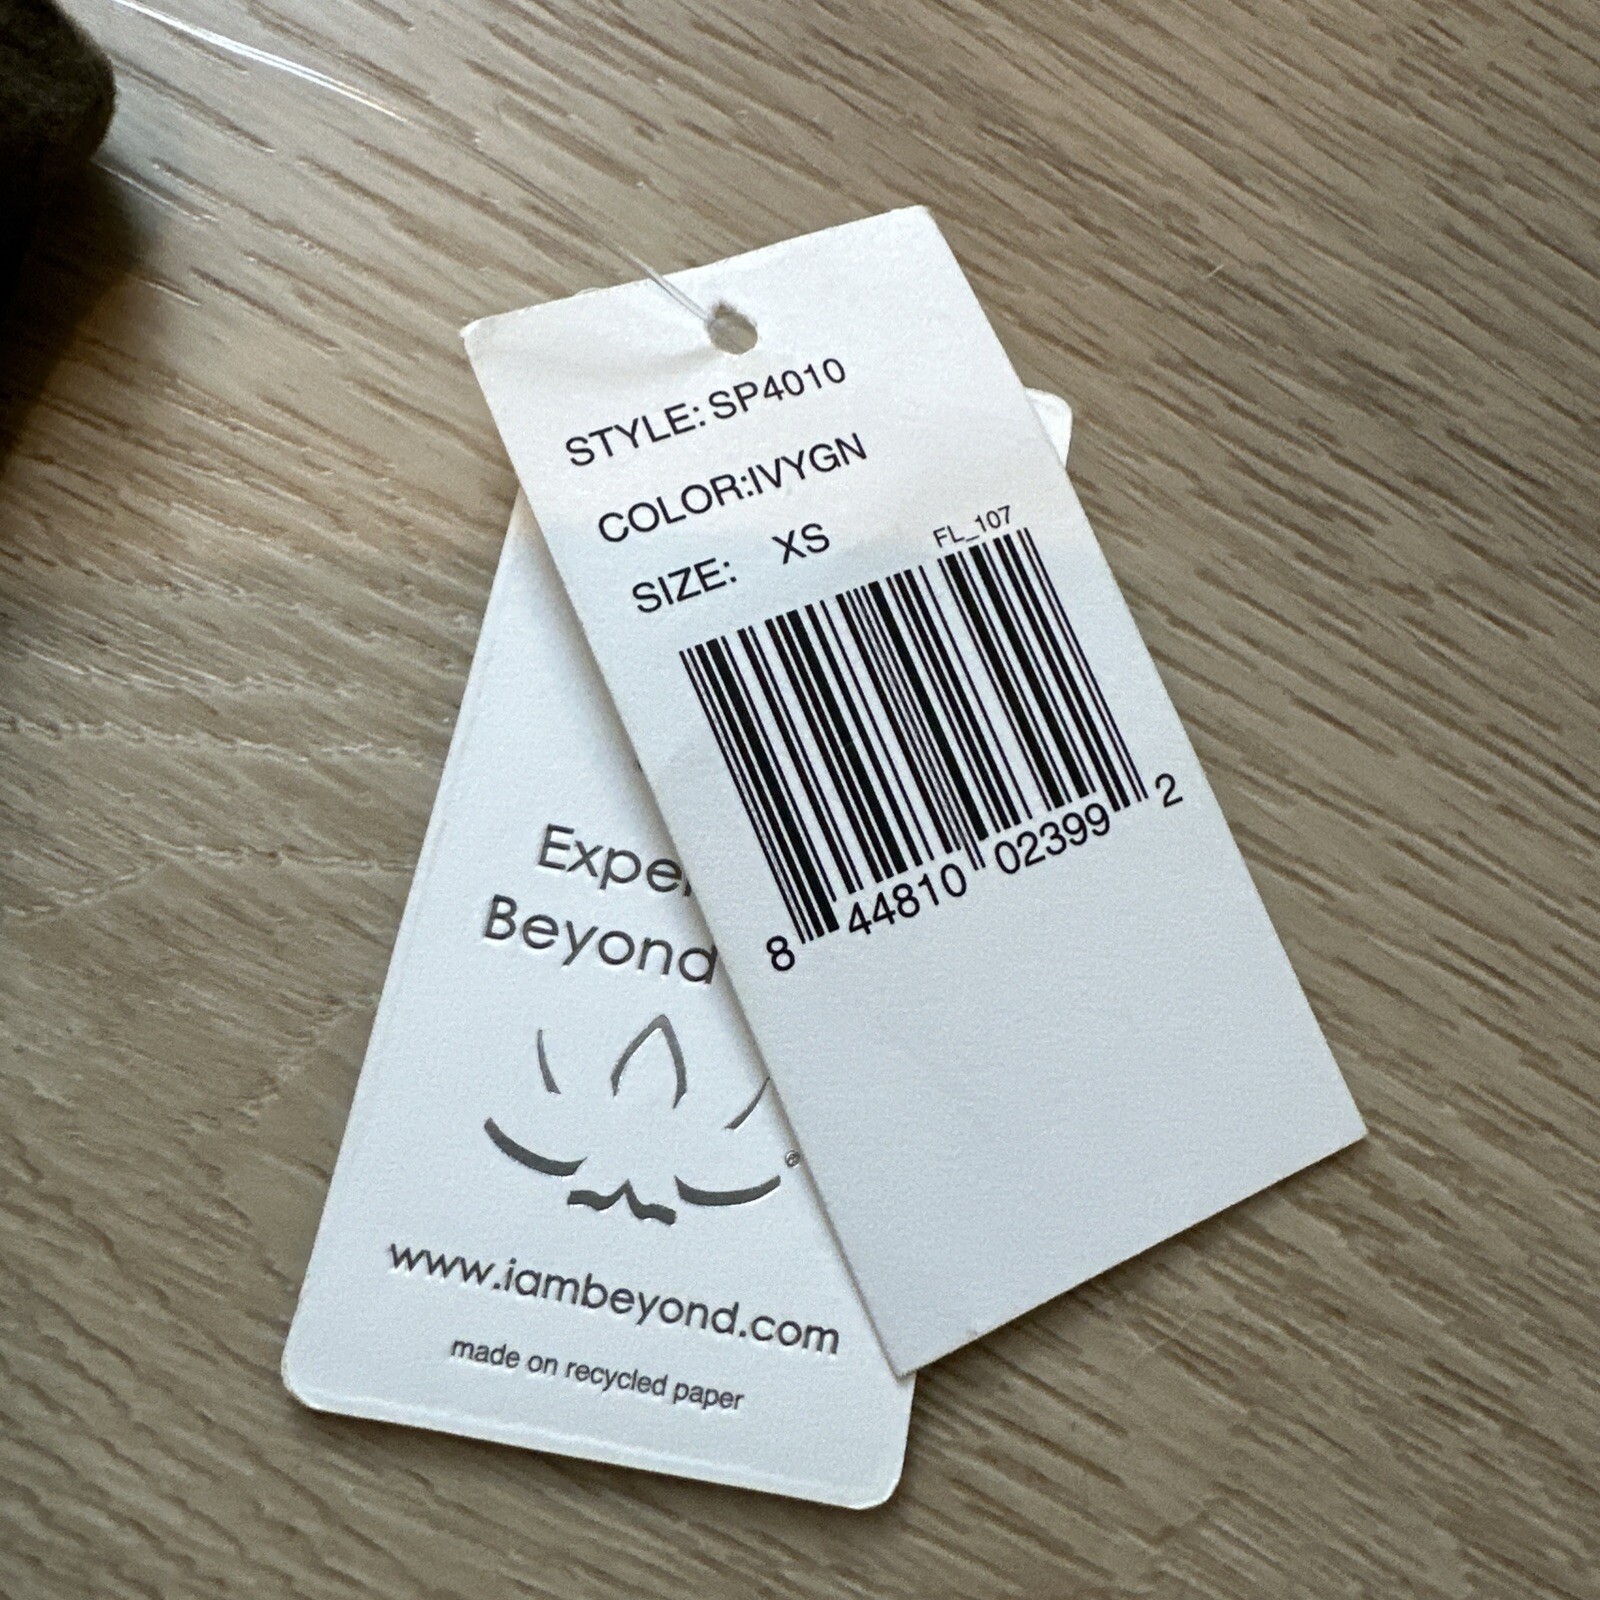 STYLE: SP4010
COLOR:IVYGN
SIZE: XS
FL_107
8 44810 02399 2
Beyond
®
www.iambeyond.com
made on recycled paper